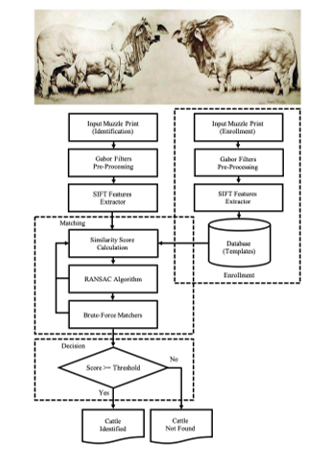 Input Muzzle Print
(Identification)
Gabor Filters
Pre-Processing
SIFT Features
Extractor
Input Muzzle Print
(Enrollment)
Gabor Filters
Pre-Processing
SIFT Features
Extractor
Database
(Templates)
Enrollment
Matching
Similarity Score
Calculation
RANSAC Algorithm
Brute-Force Matchers
Decision
Score >= Threshold
No
Yes
Cattle
Identified
Cattle
Not Found